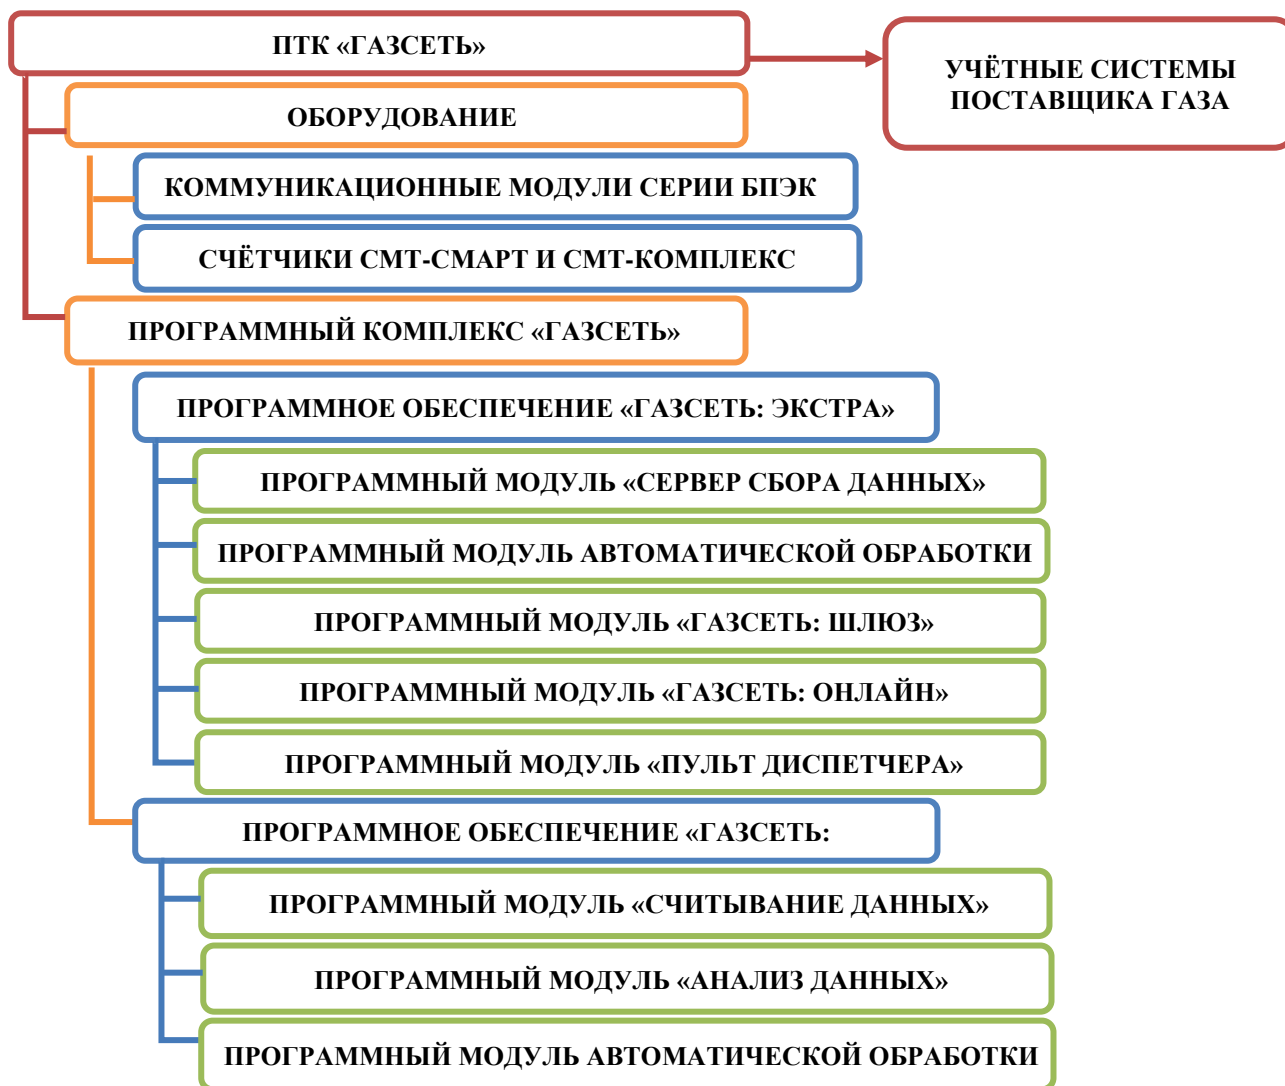 ПТК «ГАЗСЕТЬ»
УЧЁТНЫЕ СИСТЕМЫ
ПОСТАВЩИКА ГАЗА
ОБОРУДОВАНИЕ
КОММУНИКАЦИОННЫЕ МОДУЛИ СЕРИИ БПЭК
СЧЁТЧИКИ СМТ-СМАРТ И СМТ-КОМПЛЕКС
ПРОГРАММНЫЙ КОМПЛЕКС «ГАЗСЕТЬ»
ПРОГРАММНОЕ ОБЕСПЕЧЕНИЕ «ГАЗСЕТЬ: ЭКСТРА»
ПРОГРАММНЫЙ МОДУЛЬ «СЕРВЕР СБОРА ДАННЫХ»
ПРОГРАММНЫЙ МОДУЛЬ АВТОМАТИЧЕСКОЙ ОБРАБОТКИ
ПРОГРАММНЫЙ МОДУЛЬ «ГАЗСЕТЬ: ШЛЮЗ»
ПРОГРАММНЫЙ МОДУЛЬ «ГАЗСЕТЬ: ОНЛАЙН»
ПРОГРАММНЫЙ МОДУЛЬ «ПУЛЬТ ДИСПЕТЧЕРА»
ПРОГРАММНОЕ ОБЕСПЕЧЕНИЕ «ГАЗСЕТЬ:
ПРОГРАММНЫЙ МОДУЛЬ «СЧИТЫВАНИЕ ДАННЫХ»
ПРОГРАММНЫЙ МОДУЛЬ «АНАЛИЗ ДАННЫХ»
ПРОГРАММНЫЙ МОДУЛЬ АВТОМАТИЧЕСКОЙ ОБРАБОТКИ